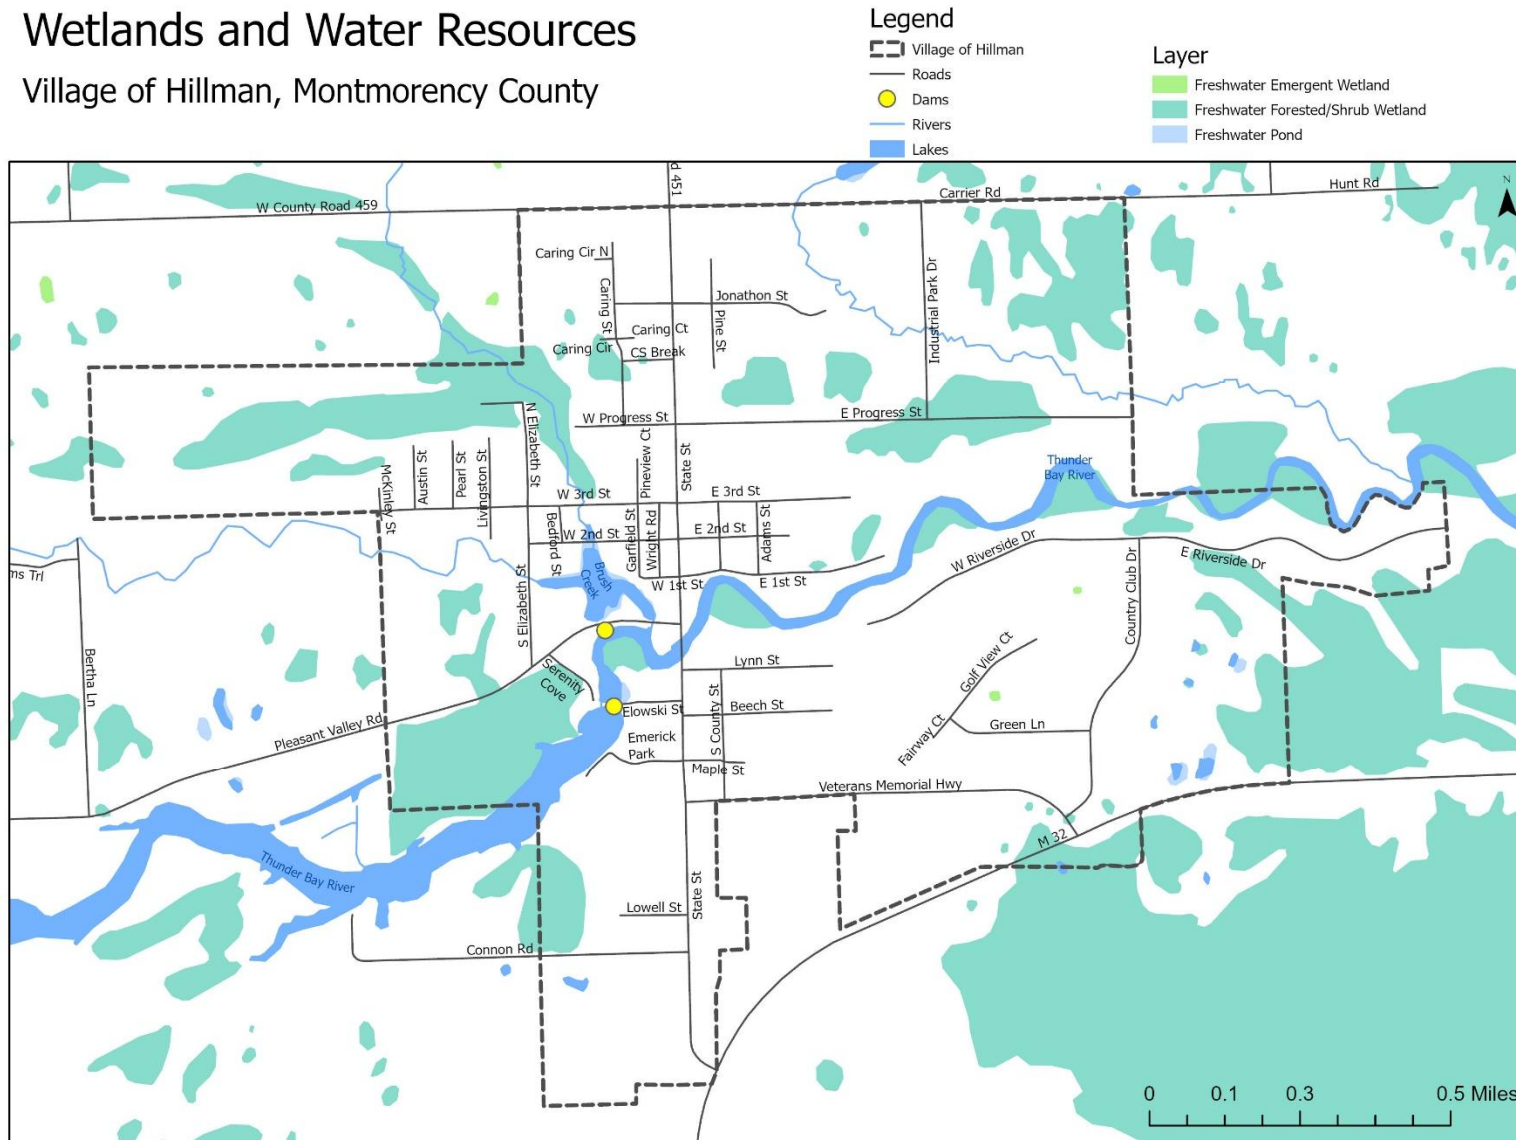 Wetlands and Water Resources
Village of Hillman, Montmorency County
Legend
Village of Hillman
Roads
Dams
Rivers
Lakes
Layer
Freshwater Emergent Wetland
Freshwater Forested/Shrub Wetland
Freshwater Pond
N
d 451
Carrier Rd
Hunt Rd
W County Road 459
Caring Cir N
Caring St
Jonathon St
Pine St
Industrial Park Dr
Caring Ct
Caring Cir
CS Break
W Progress St
E Progress St
N Elizabeth St
Pineview Ct
State St
McKinley St
Austin St
Pearl St
Livingston St
W 3rd St
E 3rd St
Thunder
Bay River
Bedford St
W 2nd St
Garfield St
Wright Rd
E 2nd St
Adams St
W Riverside Dr
E Riverside Dr
Country Club Dr
ms Trl
Brush
Creek
W 1st St
E 1st St
S Elizabeth St
Bertha Ln
Serenity
Cove
Lynn St
Golf View Ct
S County St
Elowski St
Beech St
Pleasant Valley Rd
Emerick
Park
Fairway Ct
Green Ln
Maple St
Veterans Memorial Hwy
M 32
Thunder Bay River
State St
Lowell St
Connon Rd
0 0.1 0.3 0.5 Miles